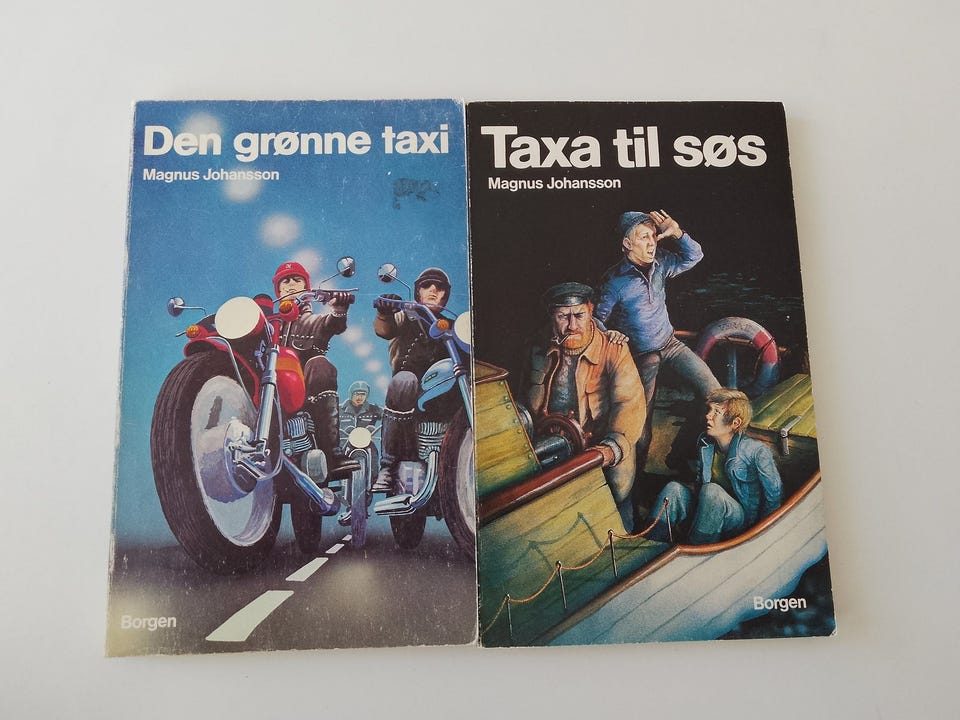 Den grønne taxi
Magnus Johansson
Borgen
Taxa til søs
Magnus Johansson
Borgen